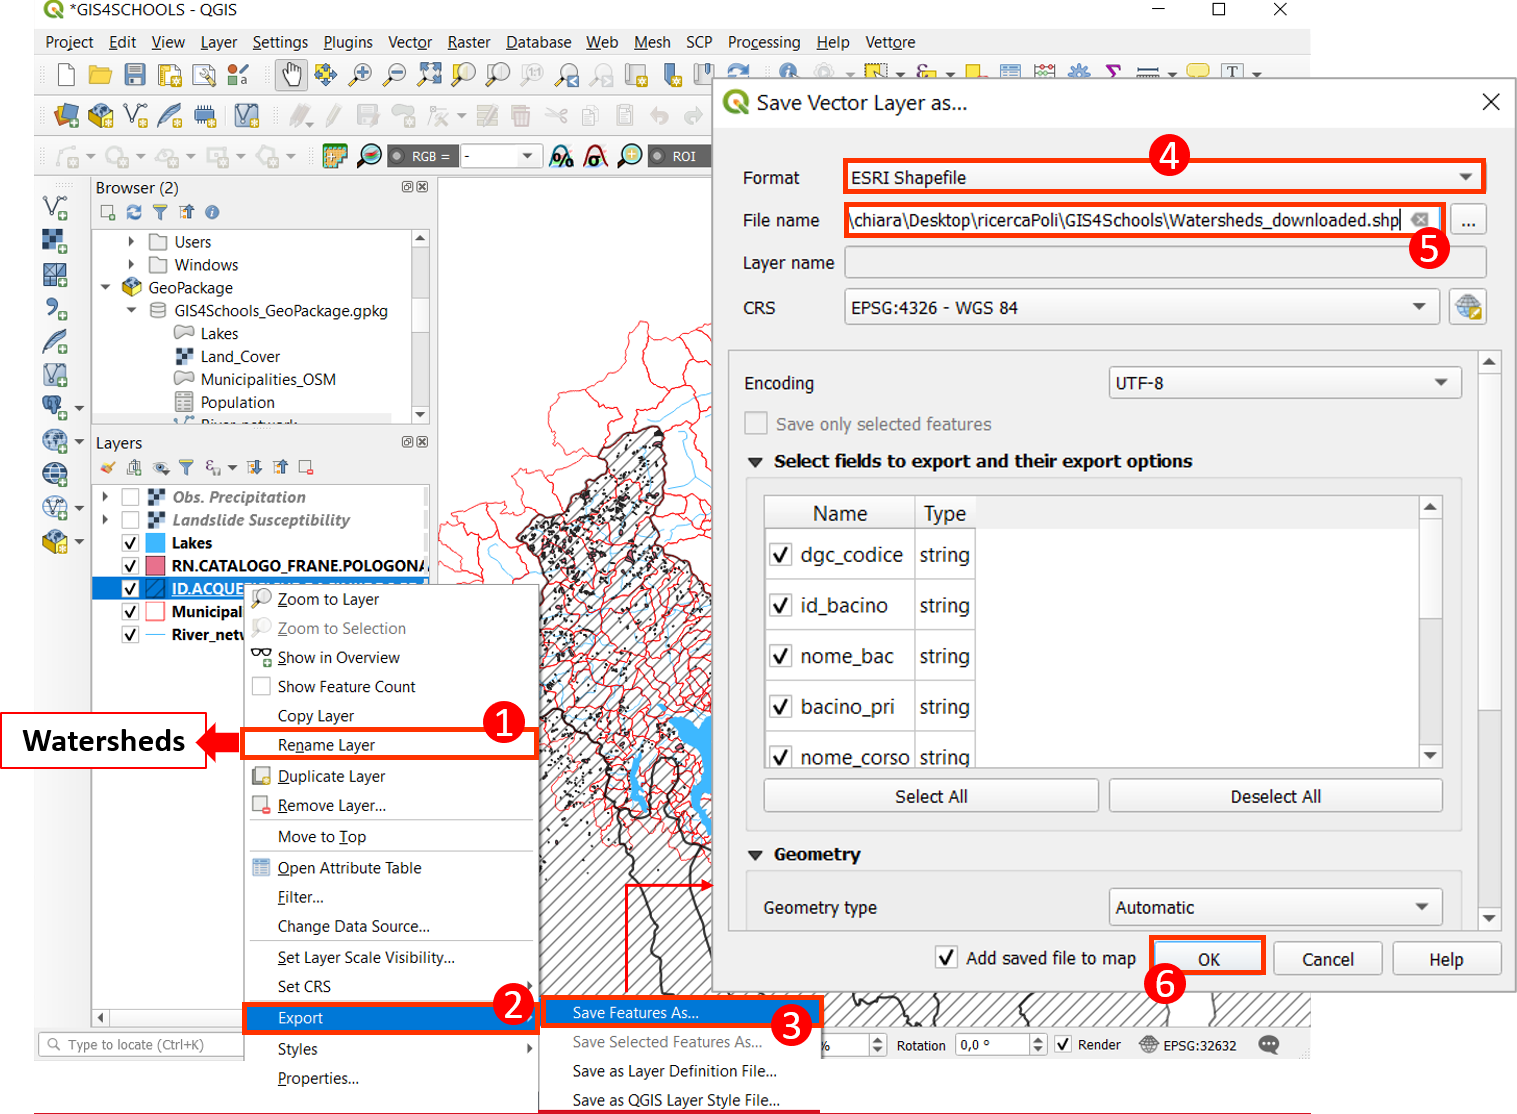 *GIS4SCHOOLS - QGIS
Project Edit View Layer Settings Plugins Vector Raster Database Web Mesh SCP Processing Help Vettore
RGB = -
ROI
Browser (2)
Users
Windows
GeoPackage
GIS4Schools_GeoPackage.gpkg
Lakes
Land_Cover
Municipalities_OSM
Population
River_network
Layers
Obs. Precipitation
Landslide Susceptibility
Lakes
RN.CATALOGO_FRANE.POLOGONA
Municipal
River_netw
Zoom to Layer
Zoom to Selection
Show in Overview
Show Feature Count
Copy Layer
1
Rename Layer
Watersheds
Duplicate Layer
Remove Layer...
Move to Top
Open Attribute Table
Filter...
Change Data Source...
Set Layer Scale Visibility...
Set CRS
2
Export
Styles
Properties...
Save Features As...
3
Save Selected Features As...
Save as Layer Definition File...
Save as QGIS Layer Style File...
Type to locate (Ctrl+K)
%
Rotation 0,0 °
Render
EPSG:32632
Save Vector Layer as...
4
Format ESRI Shapefile
File name \chiara\Desktop\ricercaPoli\GIS4Schools\Watersheds_downloaded.shp ...
5
Layer name
CRS EPSG:4326 - WGS 84
Encoding UTF-8
Save only selected features
Select fields to export and their export options
Name Type
dgc_codice string
id_bacino string
nome_bac string
bacino_pri string
nome_corso string
Select All Deselect All
Geometry
Geometry type Automatic
Add saved file to map OK Cancel Help
6